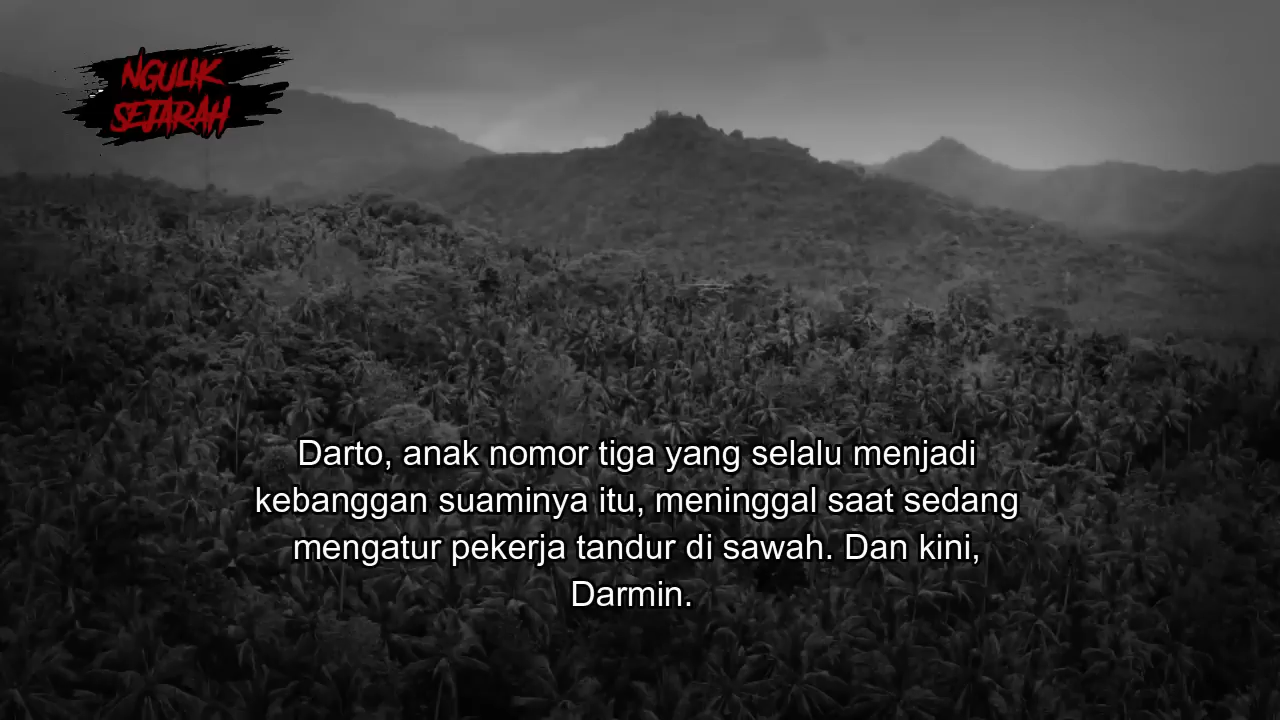 NGULIK
SEJARAH
Darto, anak nomor tiga yang selalu menjadi
kebanggan suaminya itu, meninggal saat sedang
mengatur pekerja tandur di sawah. Dan kini,
Darmin.